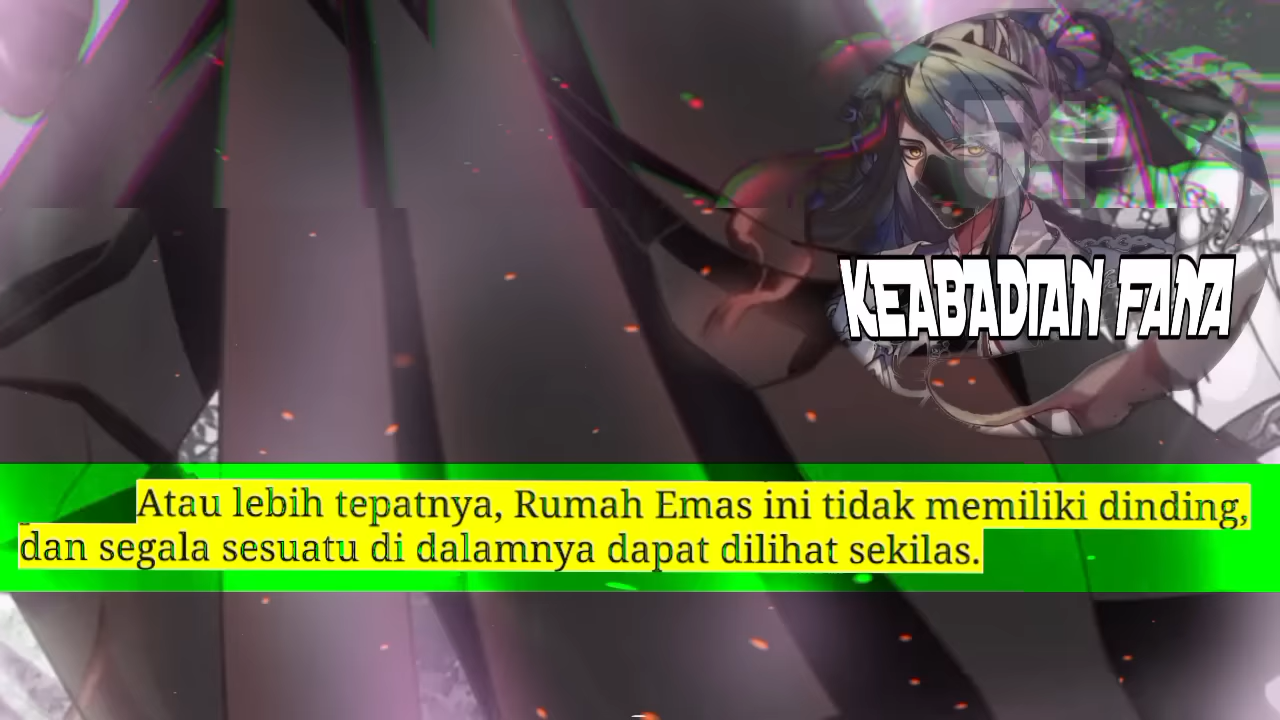 KEABADIAN FANA
Atau lebih tepatnya, Rumah Emas ini tidak memiliki dinding,
dan segala sesuatu di dalamnya dapat dilihat sekilas.